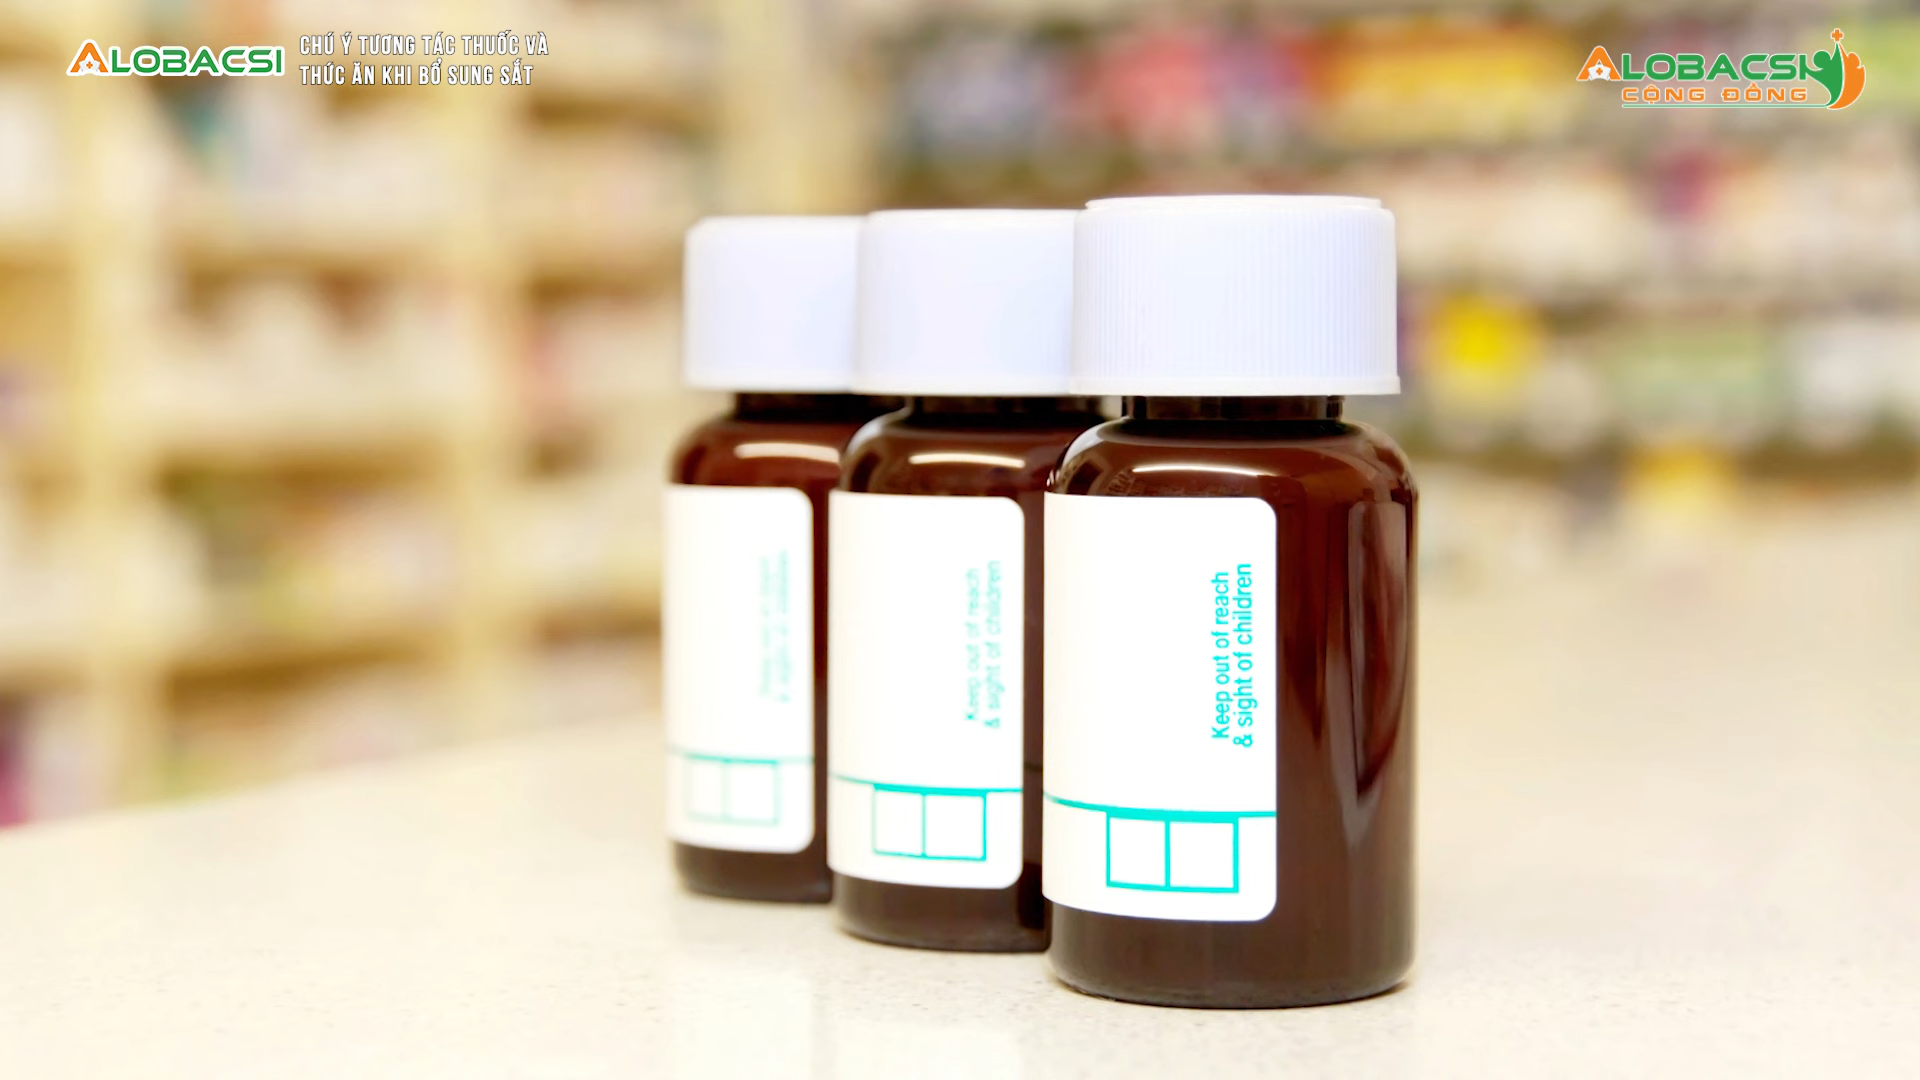 ALOBACSI
CHÚ Ý TƯƠNG TÁC THUỐC VÀ
THỨC ĂN KHI BỔ SUNG SẮT
ALOBACSI
CỘNG ĐỒNG
Keep out of reach
& sight of children
Keep out of reach
& sight of children